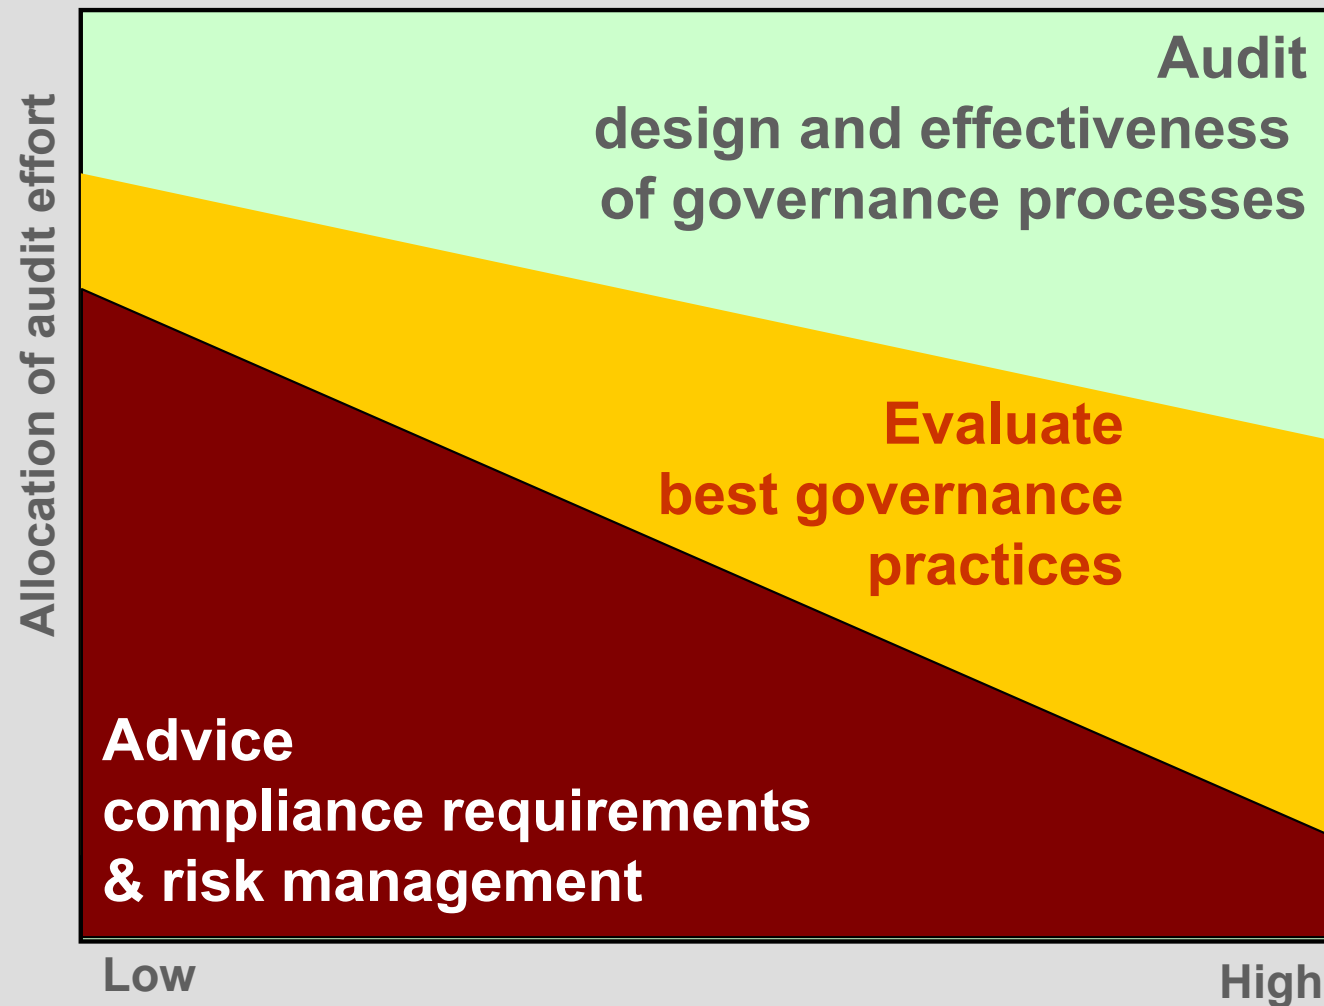 Allocation of audit effort
Audit
design and effectiveness
of governance processes
Evaluate
best governance
practices
Advice
compliance requirements
& risk management
Low
High